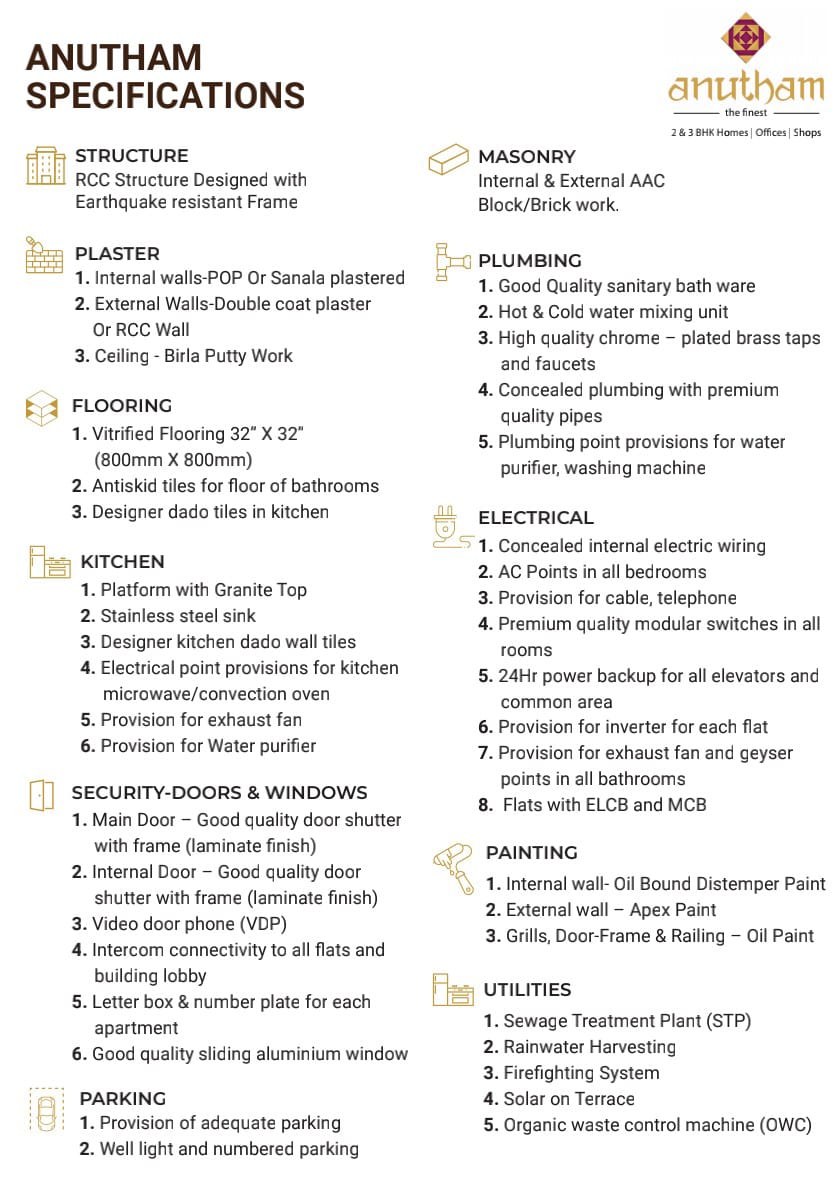 ANUTHAM
SPECIFICATIONS
anutham
the finest
2 & 3 BHK Homes | Offices | Shops
STRUCTURE
RCC Structure Designed with
Earthquake resistant Frame
PLASTER
1. Internal walls-POP Or Sanala plastered
2. External Walls-Double coat plaster
Or RCC Wall
3. Ceiling - Birla Putty Work
FLOORING
1. Vitrified Flooring 32” X 32”
(800mm X 800mm)
2. Antiskid tiles for floor of bathrooms
3. Designer dado tiles in kitchen
KITCHEN
1. Platform with Granite Top
2. Stainless steel sink
3. Designer kitchen dado wall tiles
4. Electrical point provisions for kitchen
microwave/convection oven
5. Provision for exhaust fan
6. Provision for Water purifier
SECURITY-DOORS & WINDOWS
1. Main Door – Good quality door shutter
with frame (laminate finish)
2. Internal Door – Good quality door
shutter with frame (laminate finish)
3. Video door phone (VDP)
4. Intercom connectivity to all flats and
building lobby
5. Letter box & number plate for each
apartment
6. Good quality sliding aluminium window
PARKING
1. Provision of adequate parking
2. Well light and numbered parking
MASONRY
Internal & External AAC
Block/Brick work.
PLUMBING
1. Good Quality sanitary bath ware
2. Hot & Cold water mixing unit
3. High quality chrome – plated brass taps
and faucets
4. Concealed plumbing with premium
quality pipes
5. Plumbing point provisions for water
purifier, washing machine
ELECTRICAL
1. Concealed internal electric wiring
2. AC Points in all bedrooms
3. Provision for cable, telephone
4. Premium quality modular switches in all
rooms
5. 24Hr power backup for all elevators and
common area
6. Provision for inverter for each flat
7. Provision for exhaust fan and geyser
points in all bathrooms
8. Flats with ELCB and MCB
PAINTING
1. Internal wall- Oil Bound Distemper Paint
2. External wall – Apex Paint
3. Grills, Door-Frame & Railing – Oil Paint
UTILITIES
1. Sewage Treatment Plant (STP)
2. Rainwater Harvesting
3. Firefighting System
4. Solar on Terrace
5. Organic waste control machine (OWC)